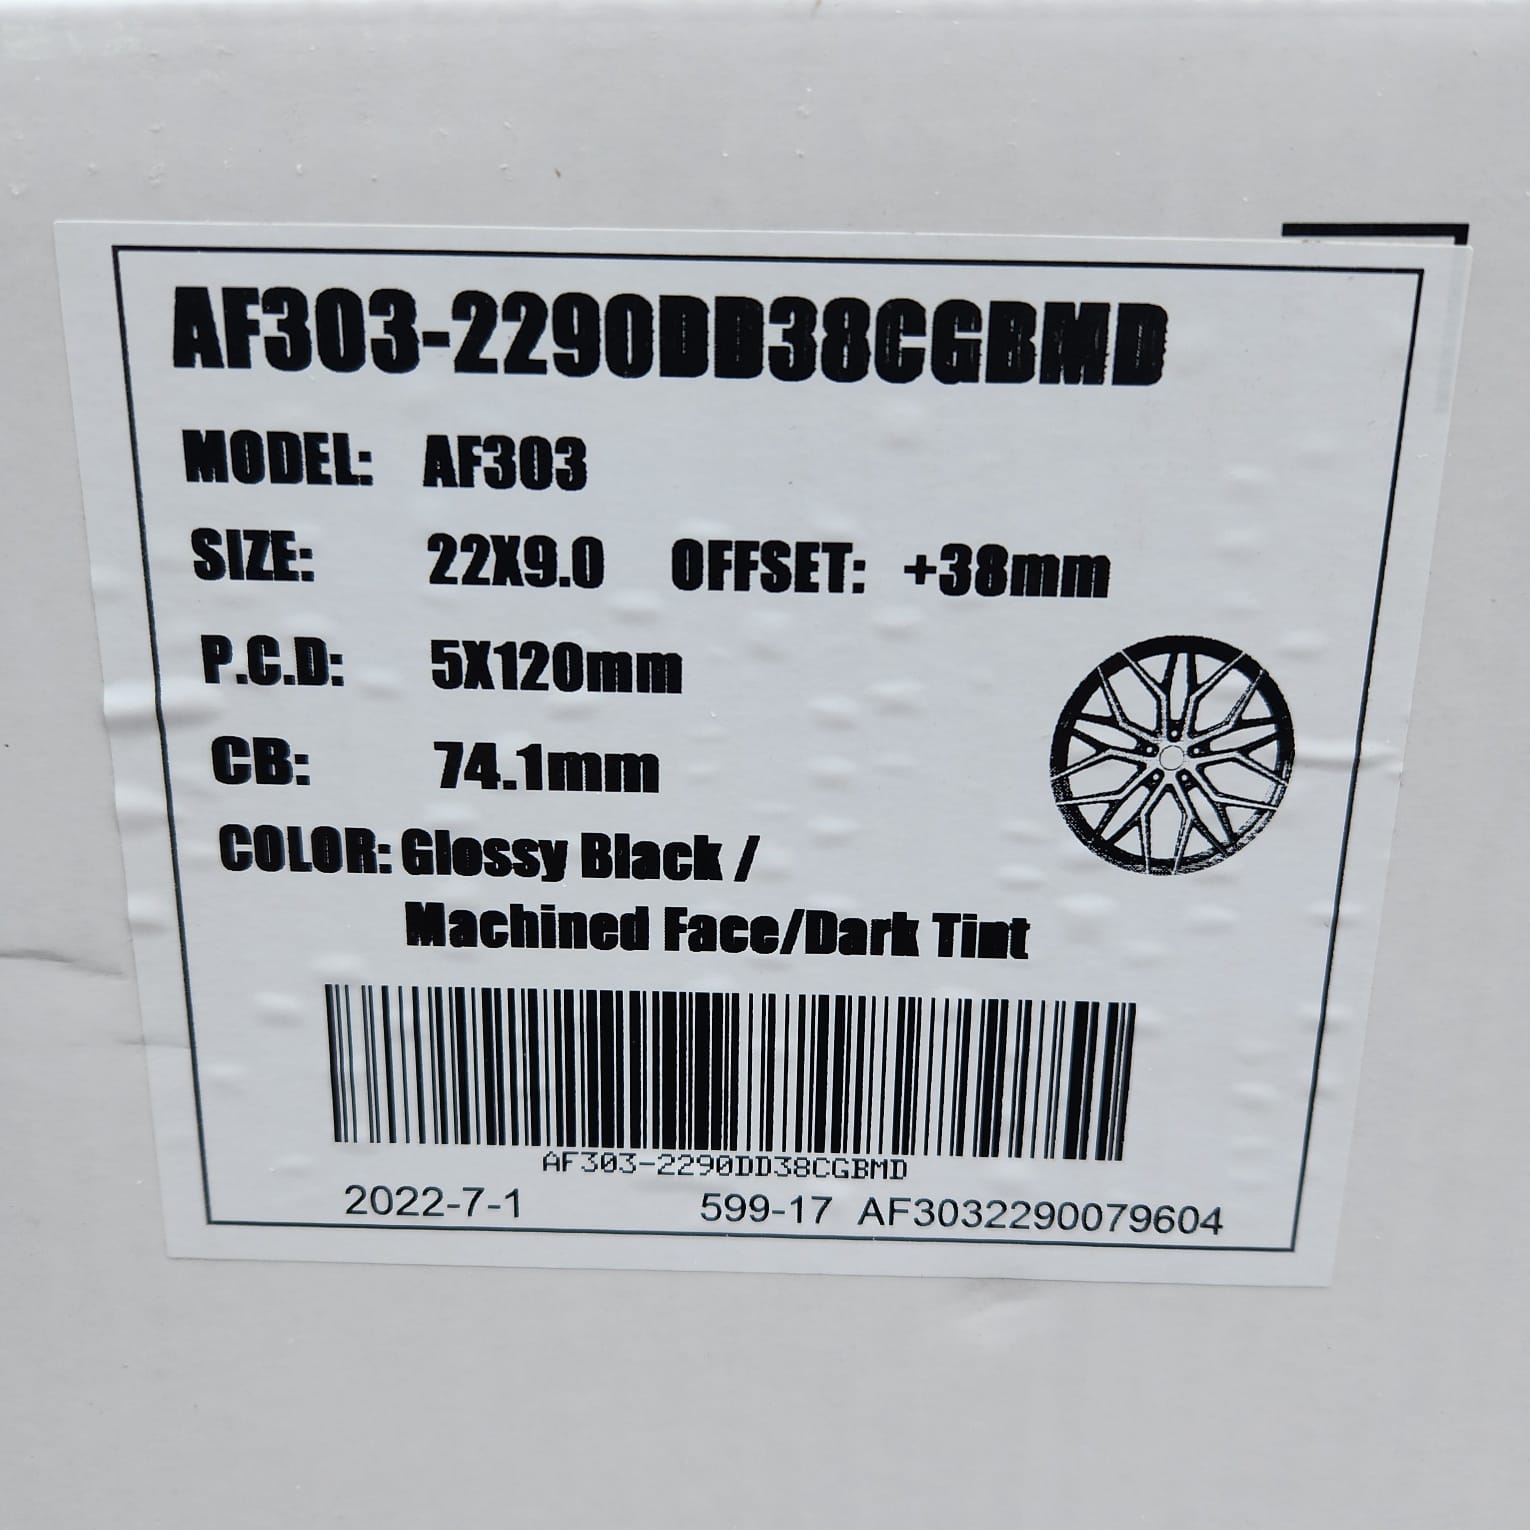 AF303-2290DD38CGBMD
MODEL: AF303
SIZE: 22X9.0 OFFSET: +38mm
P.C.D: 5X120mm
CB: 74.1mm
COLOR: Glossy Black /
Machined Face/Dark Tint
AF303-2290DD38CGBMD
2022-7-1 599-17 AF3032290079604